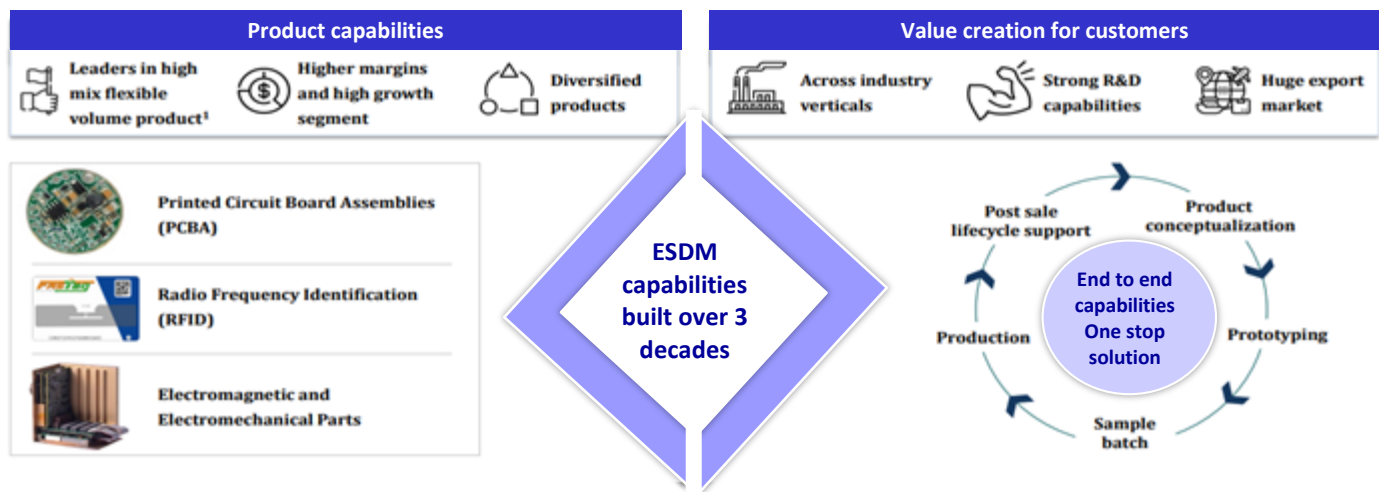 Product capabilities
Leaders in high
mix flexible
volume product¹
Higher margins
and high growth
segment
Diversified
products
Value creation for customers
Across industry
verticals
Strong R&D
capabilities
Huge export
market
Printed Circuit Board Assemblies
(PCBA)
Radio Frequency Identification
(RFID)
Electromagnetic and
Electromechanical Parts
ESDM
capabilities
built over 3
decades
Post sale
lifecycle support
Product
conceptualization
Prototyping
Sample
batch
Production
End to end
capabilities
One stop
solution